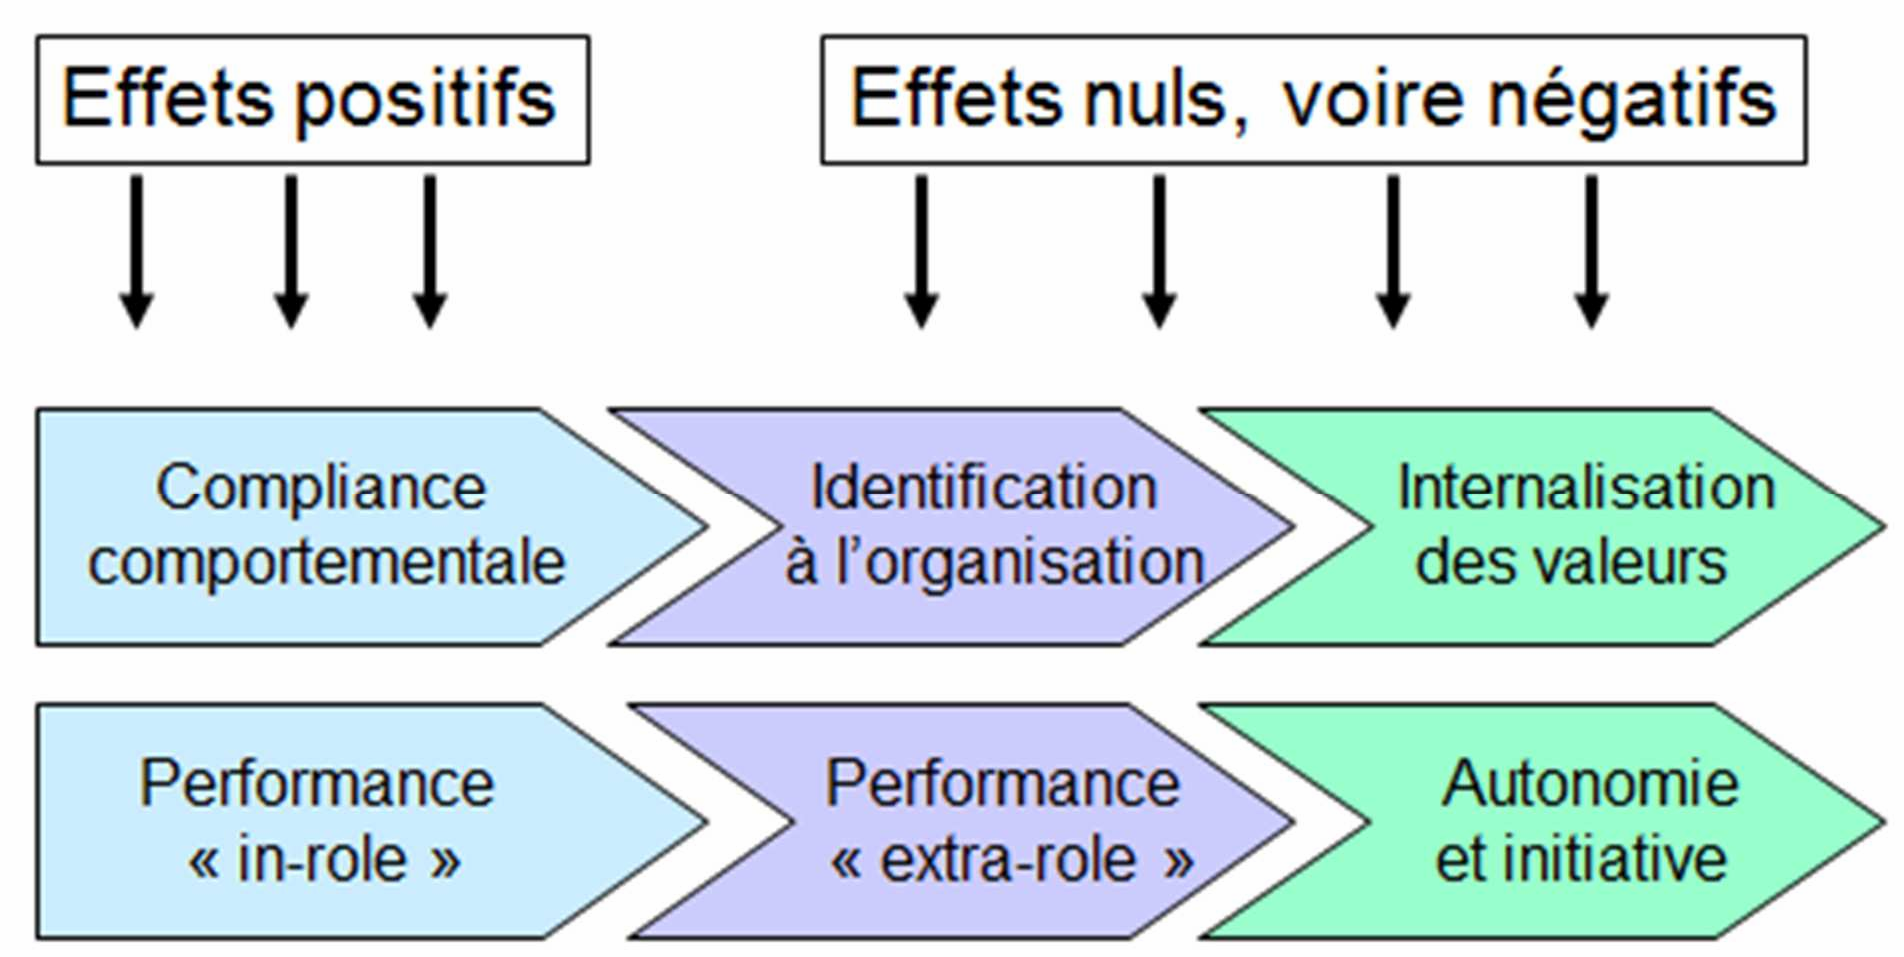 Effets positifs
Effets nuls, voire négatifs
Compliance
comportementale
Identification
à l’organisation
Internalisation
des valeurs
Performance
« in-role »
Performance
« extra-role »
Autonomie
et initiative